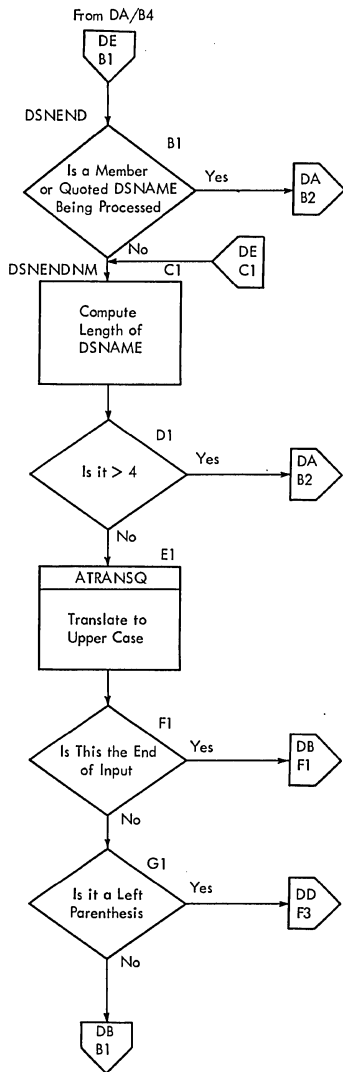 From DA/B4
DE
B1
DSNEND
B1
Is a Member
or Quoted DSNAME
Being Processed
Yes
DA
B2
No
DSNENDNM
C1
DE
C1
Compute
Length of
DSNAME
D1
Is it > 4
Yes
DA
B2
No
E1
ATRANSQ
Translate to
Upper Case
F1
Is This the End
of Input
Yes
DB
F1
No
G1
Is it a Left
Parenthesis
Yes
DD
F3
No
DB
B1